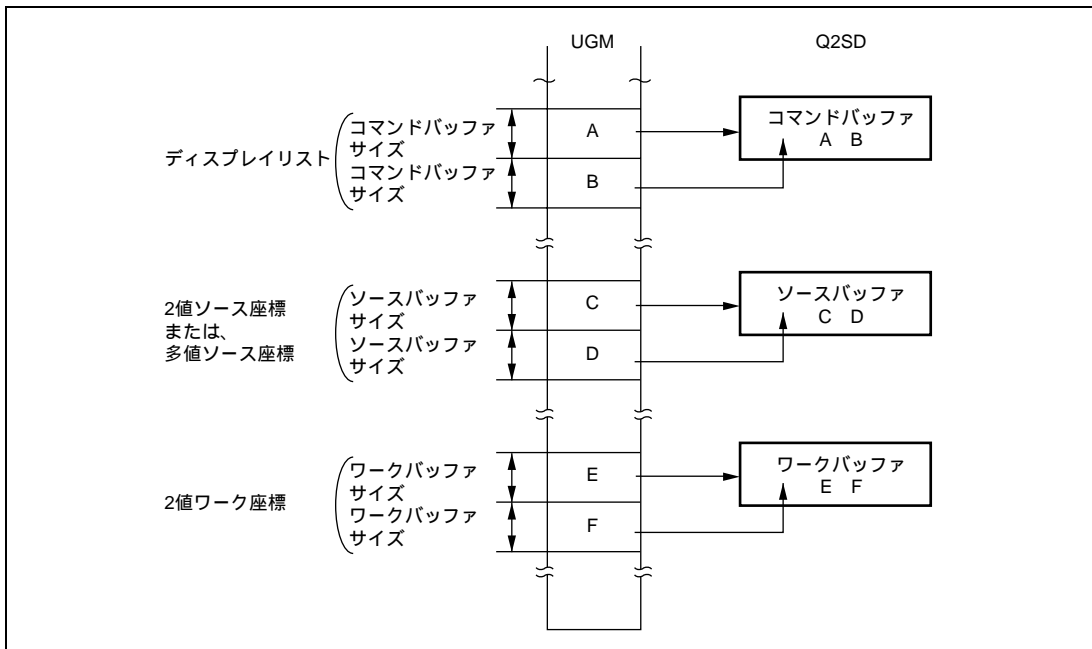 UGM
Q2SD
ディスプレイリスト
コマンドバッファ
サイズ
コマンドバッファ
サイズ
A
B
コマンドバッファ
A B
2値ソース座標
または、
多値ソース座標
ソースバッファ
サイズ
ソースバッファ
サイズ
C
D
ソースバッファ
C D
2値ワーク座標
ワークバッファ
サイズ
ワークバッファ
サイズ
E
F
ワークバッファ
E F